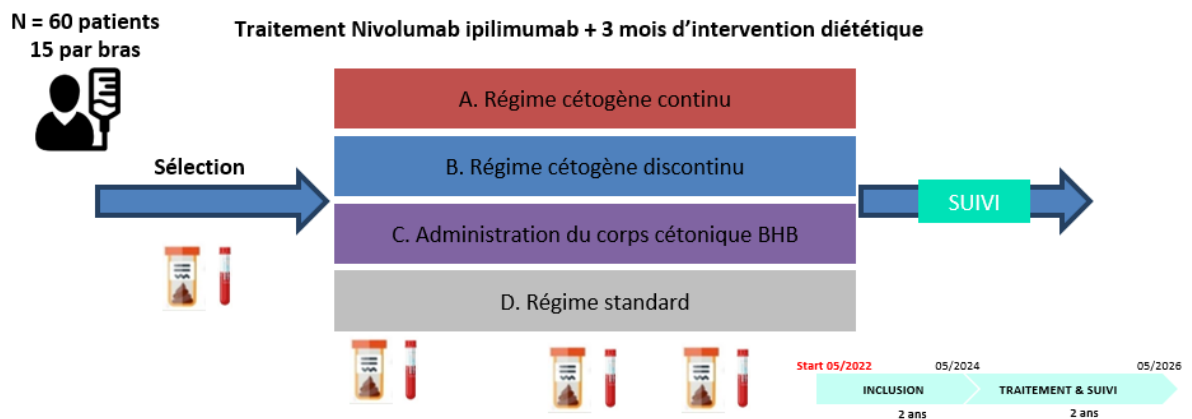 N = 60 patients
15 par bras
Traitement Nivolumab ipilimumab + 3 mois d’intervention diététique
Sélection
A. Régime cétogène continu
B. Régime cétogène discontinu
C. Administration du corps cétonique BHB
D. Régime standard
SUIVI
Start 05/2022
05/2024
05/2026
INCLUSION
TRAITEMENT & SUIVI
2 ans
2 ans